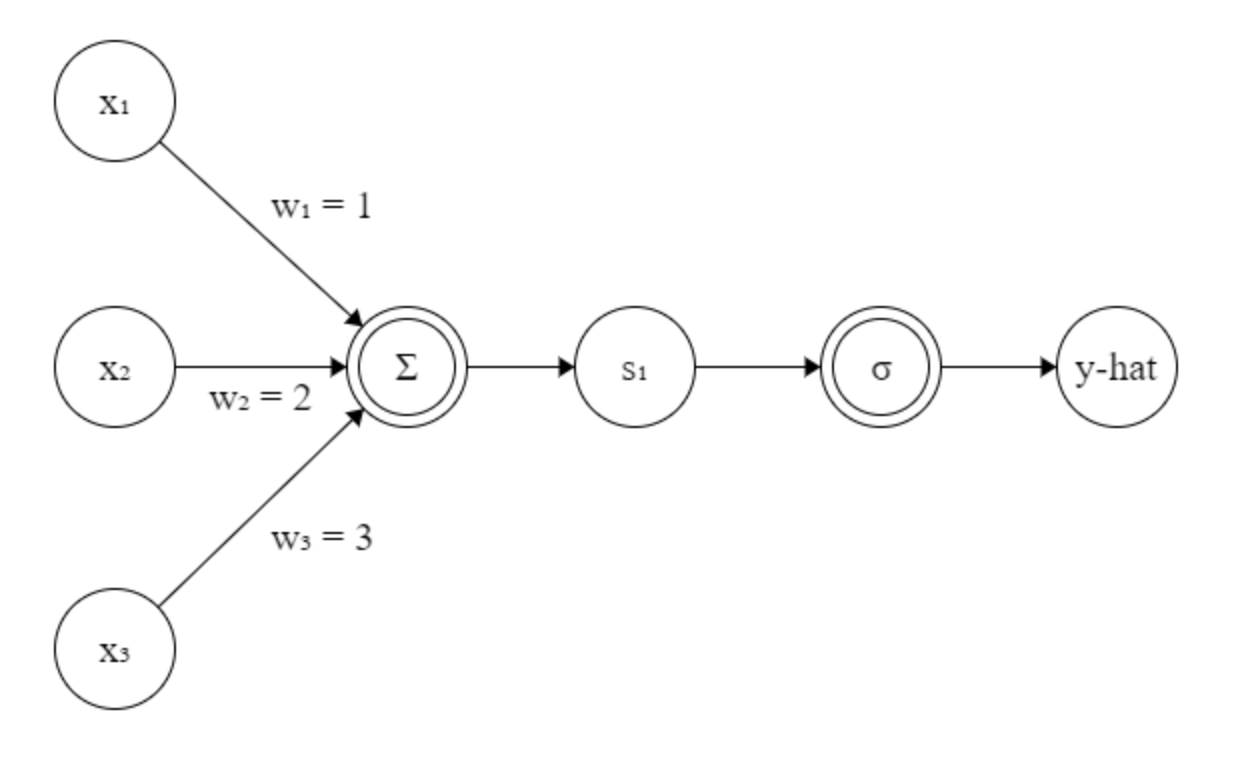 x₁
w₁ = 1
x₂
w₂ = 2
Σ
s₁
σ
y-hat
w₃ = 3
x₃